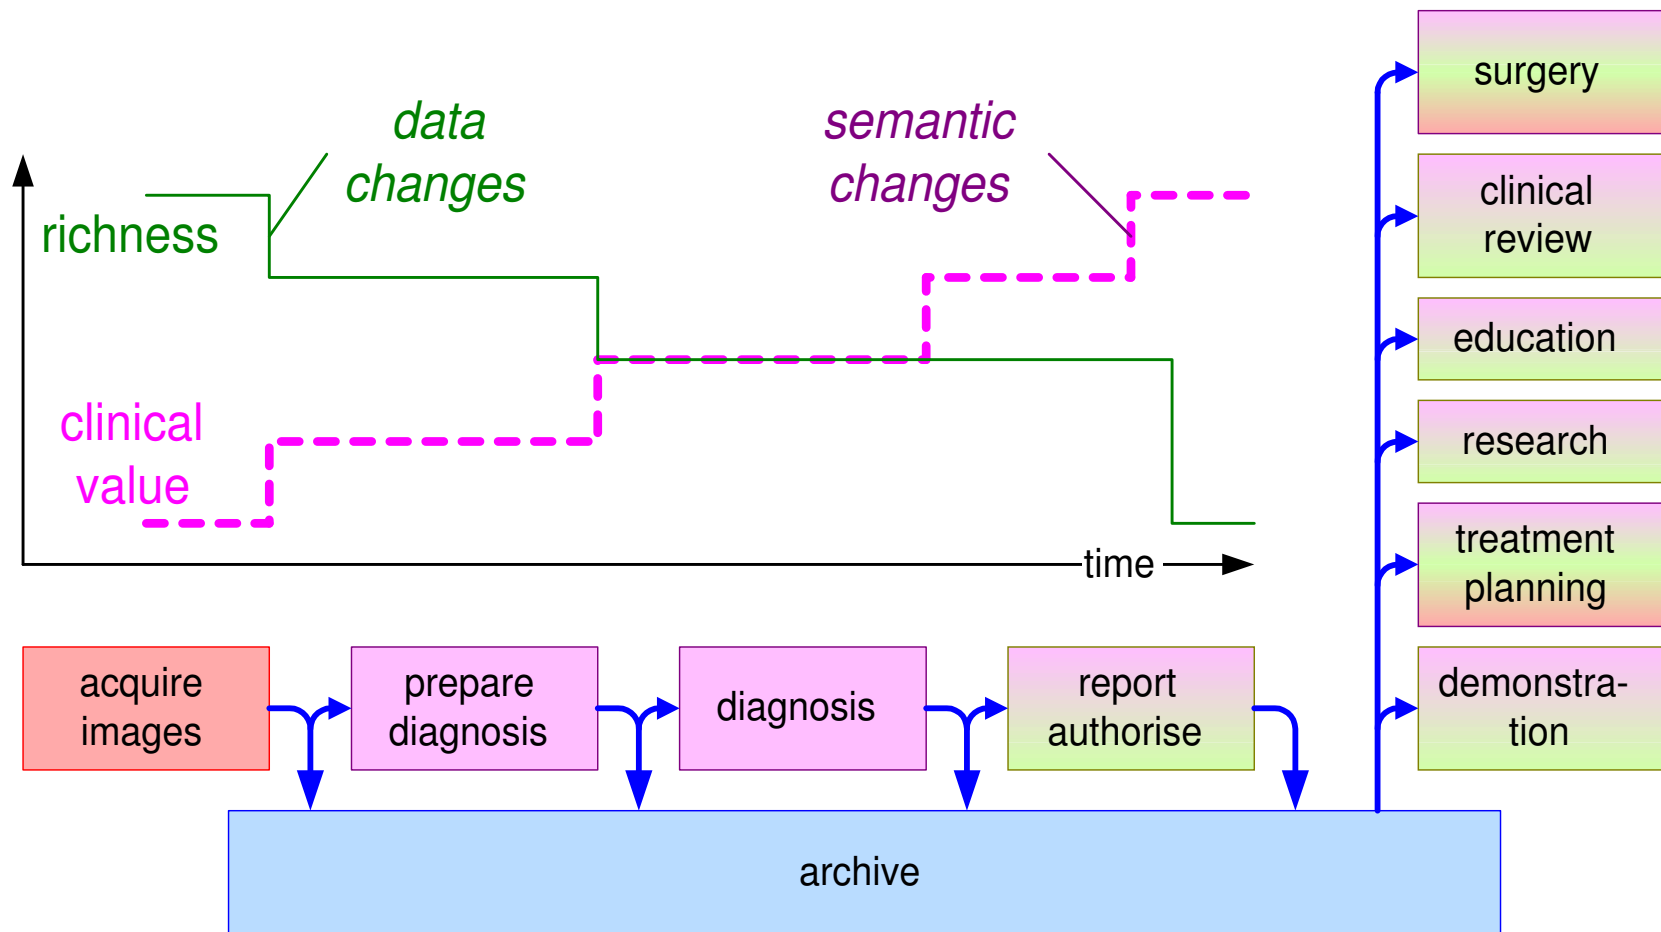 data
changes
semantic
changes
richness
clinical
value
time
acquire
images
prepare
diagnosis
diagnosis
report
authorise
archive
surgery
clinical
review
education
research
treatment
planning
demonstra-
tion